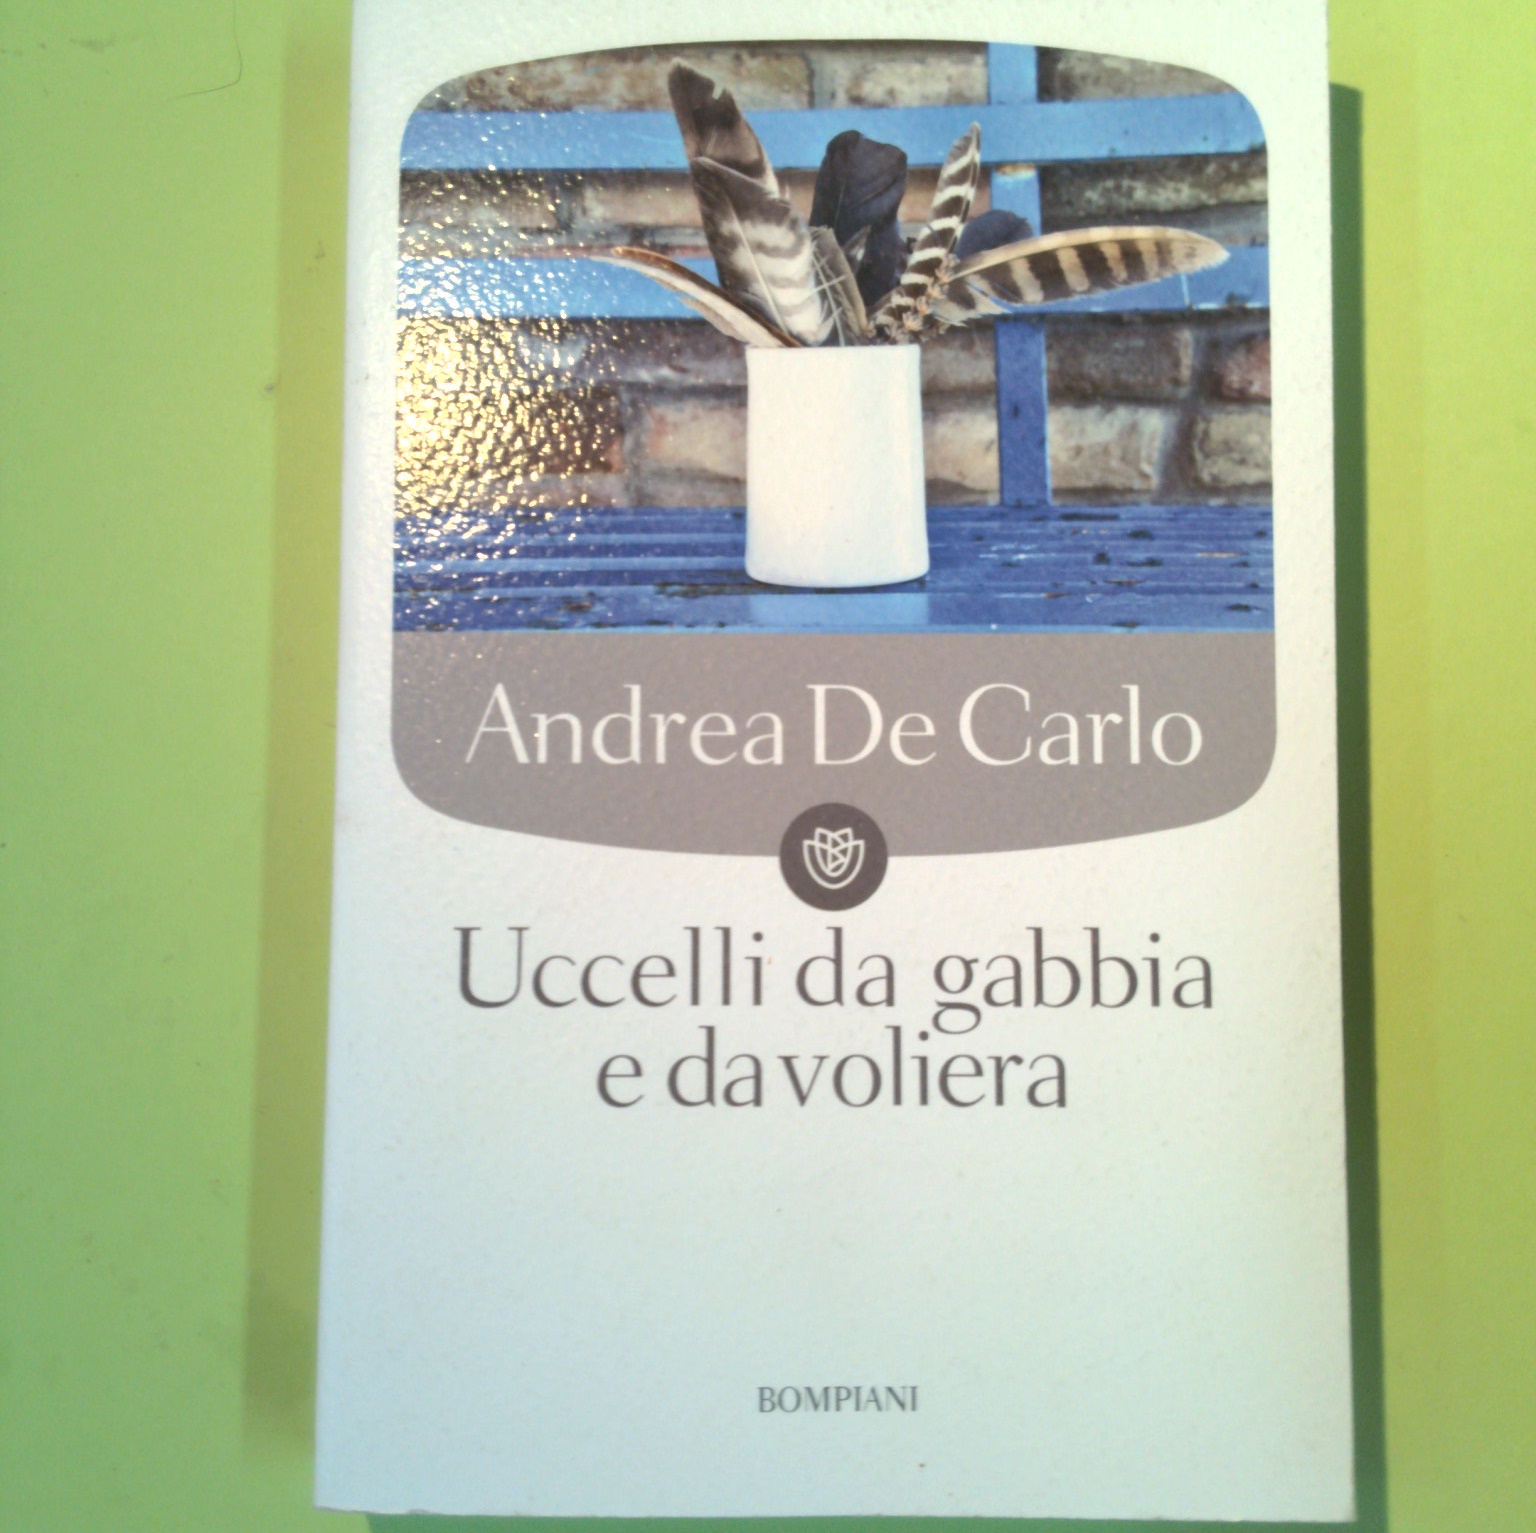 Andrea De Carlo
Uccelli da gabbia
e da voliera
BOMPIANI